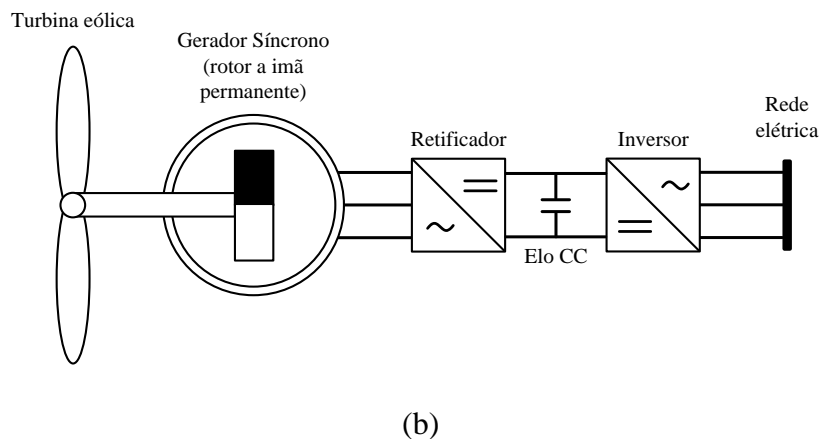 Turbina eólica
Gerador Síncrono
(rotor a imã
permanente)
Retificador
Elo CC
Inversor
Rede
elétrica
(b)